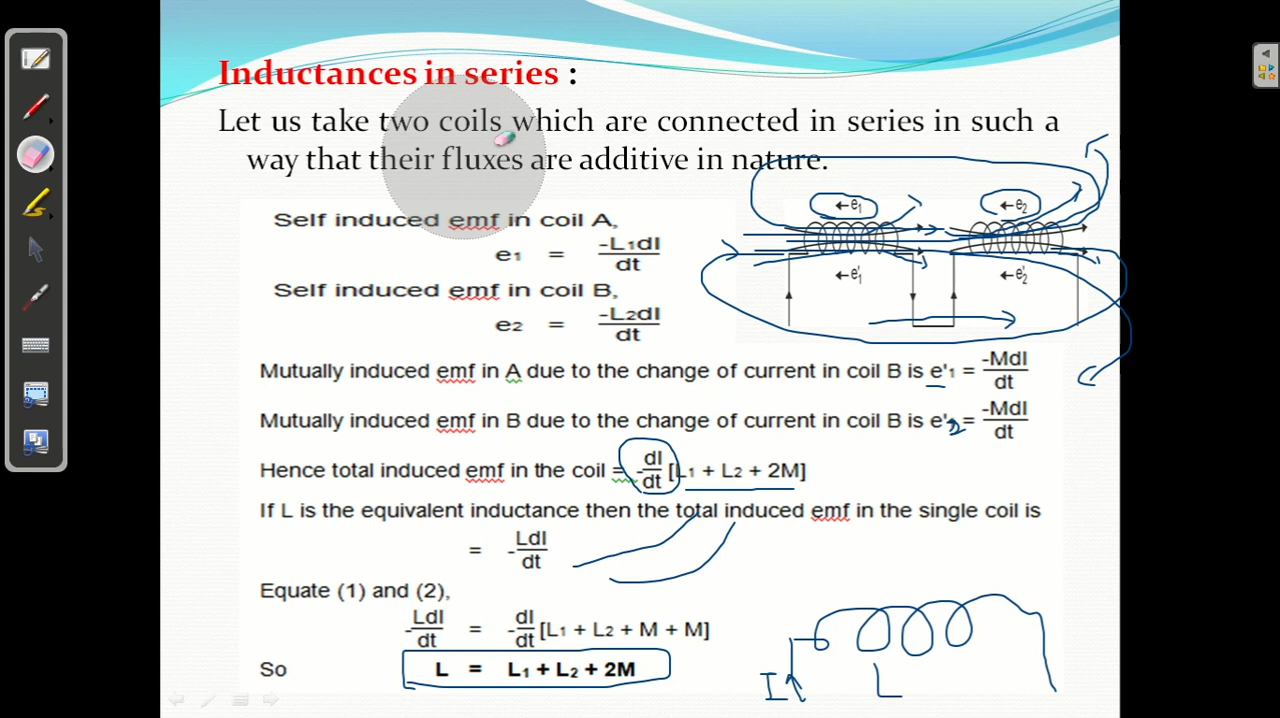 Inductances in series :
Let us take two coils which are connected in series in such a
way that their fluxes are additive in nature.
Self induced emf in coil A,
e₁ = -L₁dI/dt
Self induced emf in coil B,
e₂ = -L₂dI/dt
←e₁ ←e₂
←e'₁ ←e'₂
Mutually induced emf in A due to the change of current in coil B is e'₁ = -MdI/dt
Mutually induced emf in B due to the change of current in coil B is e'₂ = -MdI/dt
Hence total induced emf in the coil = -dI/dt [L₁ + L₂ + 2M]
If L is the equivalent inductance then the total induced emf in the single coil is
= -LdI/dt
Equate (1) and (2),
-LdI/dt = -dI/dt [L₁ + L₂ + M + M]
So L = L₁ + L₂ + 2M
I L